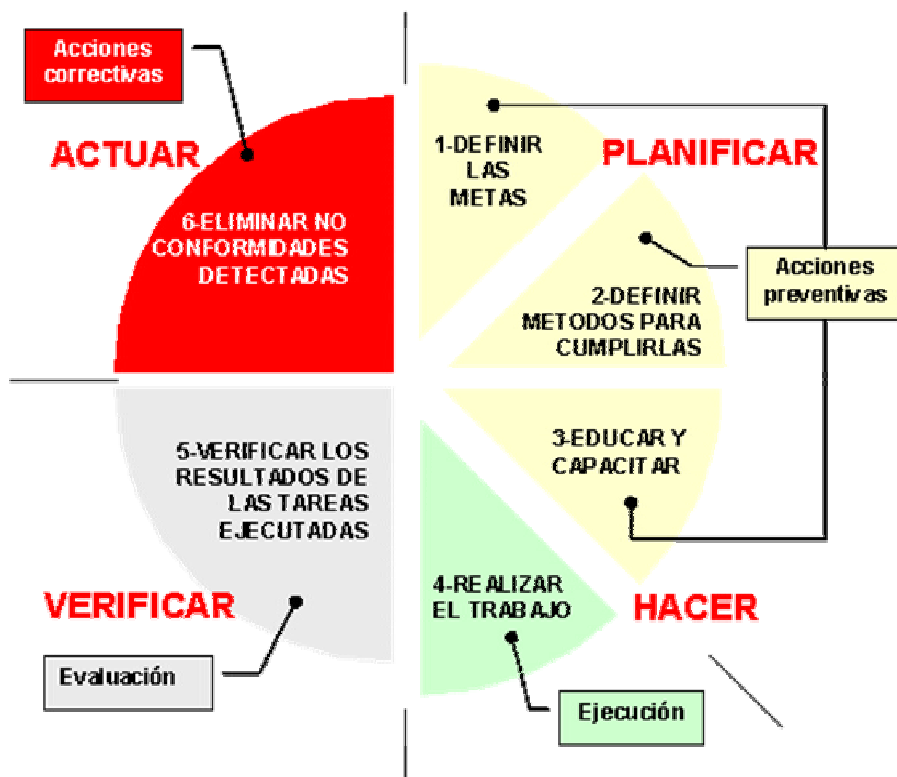 Acciones
correctivas
ACTUAR
6-ELIMINAR NO
CONFORMIDADES
DETECTADAS
1-DEFINIR
LAS
METAS
PLANIFICAR
2-DEFINIR
METODOS PARA
CUMPLIRLAS
Acciones
preventivas
3-EDUCAR Y
CAPACITAR
HACER
4-REALIZAR
EL TRABAJO
Ejecución
5-VERIFICAR LOS
RESULTADOS DE
LAS TAREAS
EJECUTADAS
VERIFICAR
Evaluación